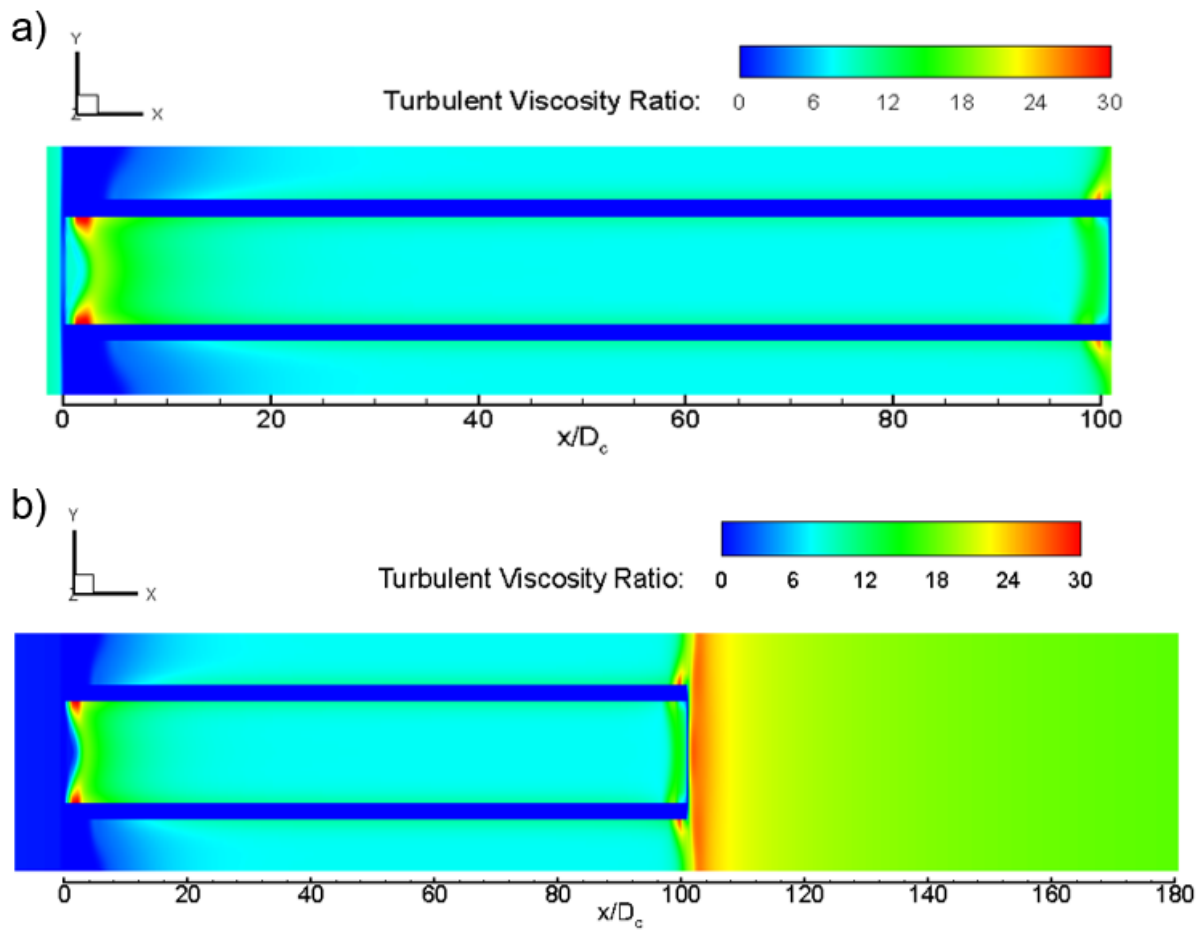 a)
Y
Z X
Turbulent Viscosity Ratio: 0 6 12 18 24 30
0 20 40 60 80 100
x/Dc
b)
Y
Z X
Turbulent Viscosity Ratio: 0 6 12 18 24 30
0 20 40 60 80 100 120 140 160 180
x/Dc